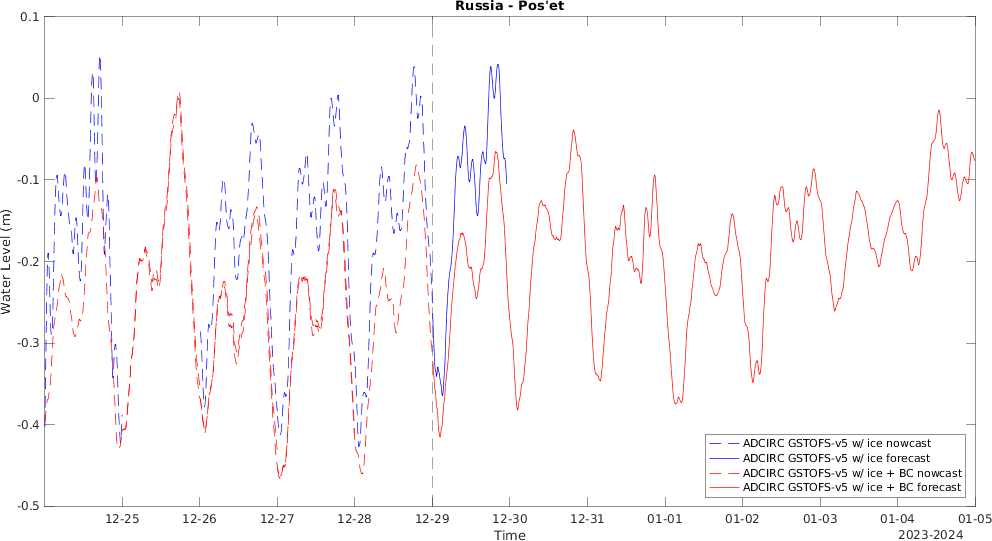 Russia - Pos'et
Water Level (m)
0.1
0
-0.1
-0.2
-0.3
-0.4
-0.5
ADCIRC GSTOFS-v5 w/ ice nowcast
ADCIRC GSTOFS-v5 w/ ice forecast
ADCIRC GSTOFS-v5 w/ ice + BC nowcast
ADCIRC GSTOFS-v5 w/ ice + BC forecast
12-25 12-26 12-27 12-28 12-29 12-30 12-31 01-01 01-02 01-03 01-04 01-05
Time
2023-2024